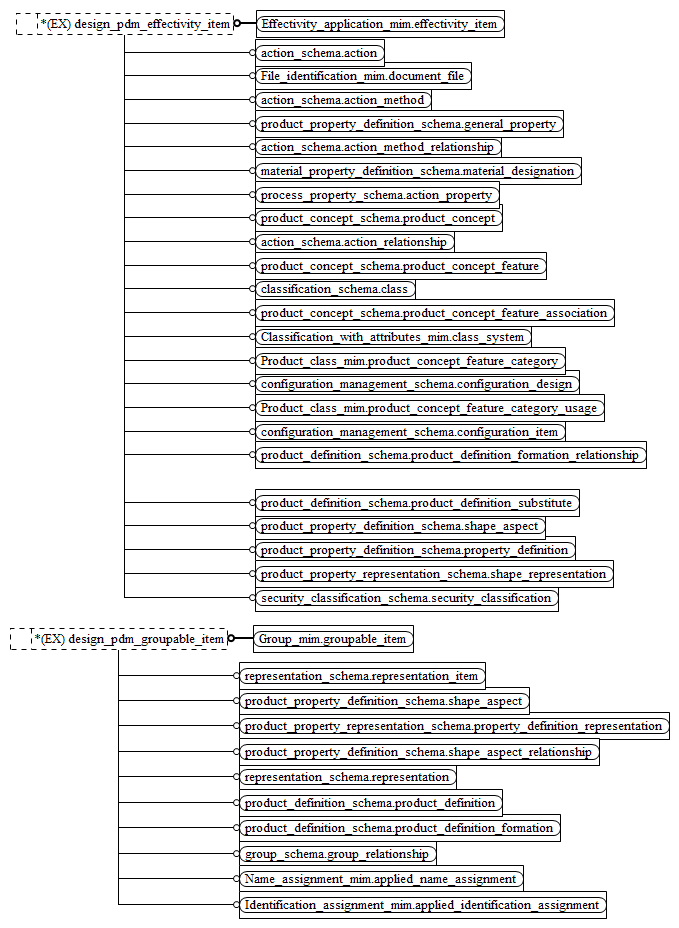 *(EX) design_pdm_effectivity_item
Effectivity_application_mim.effectivity_item
action_schema.action
File_identification_mim.document_file
action_schema.action_method
product_property_definition_schema.general_property
action_schema.action_method_relationship
material_property_definition_schema.material_designation
process_property_schema.action_property
product_concept_schema.product_concept
action_schema.action_relationship
product_concept_schema.product_concept_feature
classification_schema.class
product_concept_schema.product_concept_feature_association
Classification_with_attributes_mim.class_system
Product_class_mim.product_concept_feature_category
configuration_management_schema.configuration_design
Product_class_mim.product_concept_feature_category_usage
configuration_management_schema.configuration_item
product_definition_schema.product_definition_formation_relationship
product_definition_schema.product_definition_substitute
product_property_definition_schema.shape_aspect
product_property_definition_schema.property_definition
product_property_representation_schema.shape_representation
security_classification_schema.security_classification
*(EX) design_pdm_groupable_item
Group_mim.groupable_item
representation_schema.representation_item
product_property_definition_schema.shape_aspect
product_property_representation_schema.property_definition_representation
product_property_definition_schema.shape_aspect_relationship
representation_schema.representation
product_definition_schema.product_definition
product_definition_schema.product_definition_formation
group_schema.group_relationship
Name_assignment_mim.applied_name_assignment
Identification_assignment_mim.applied_identification_assignment